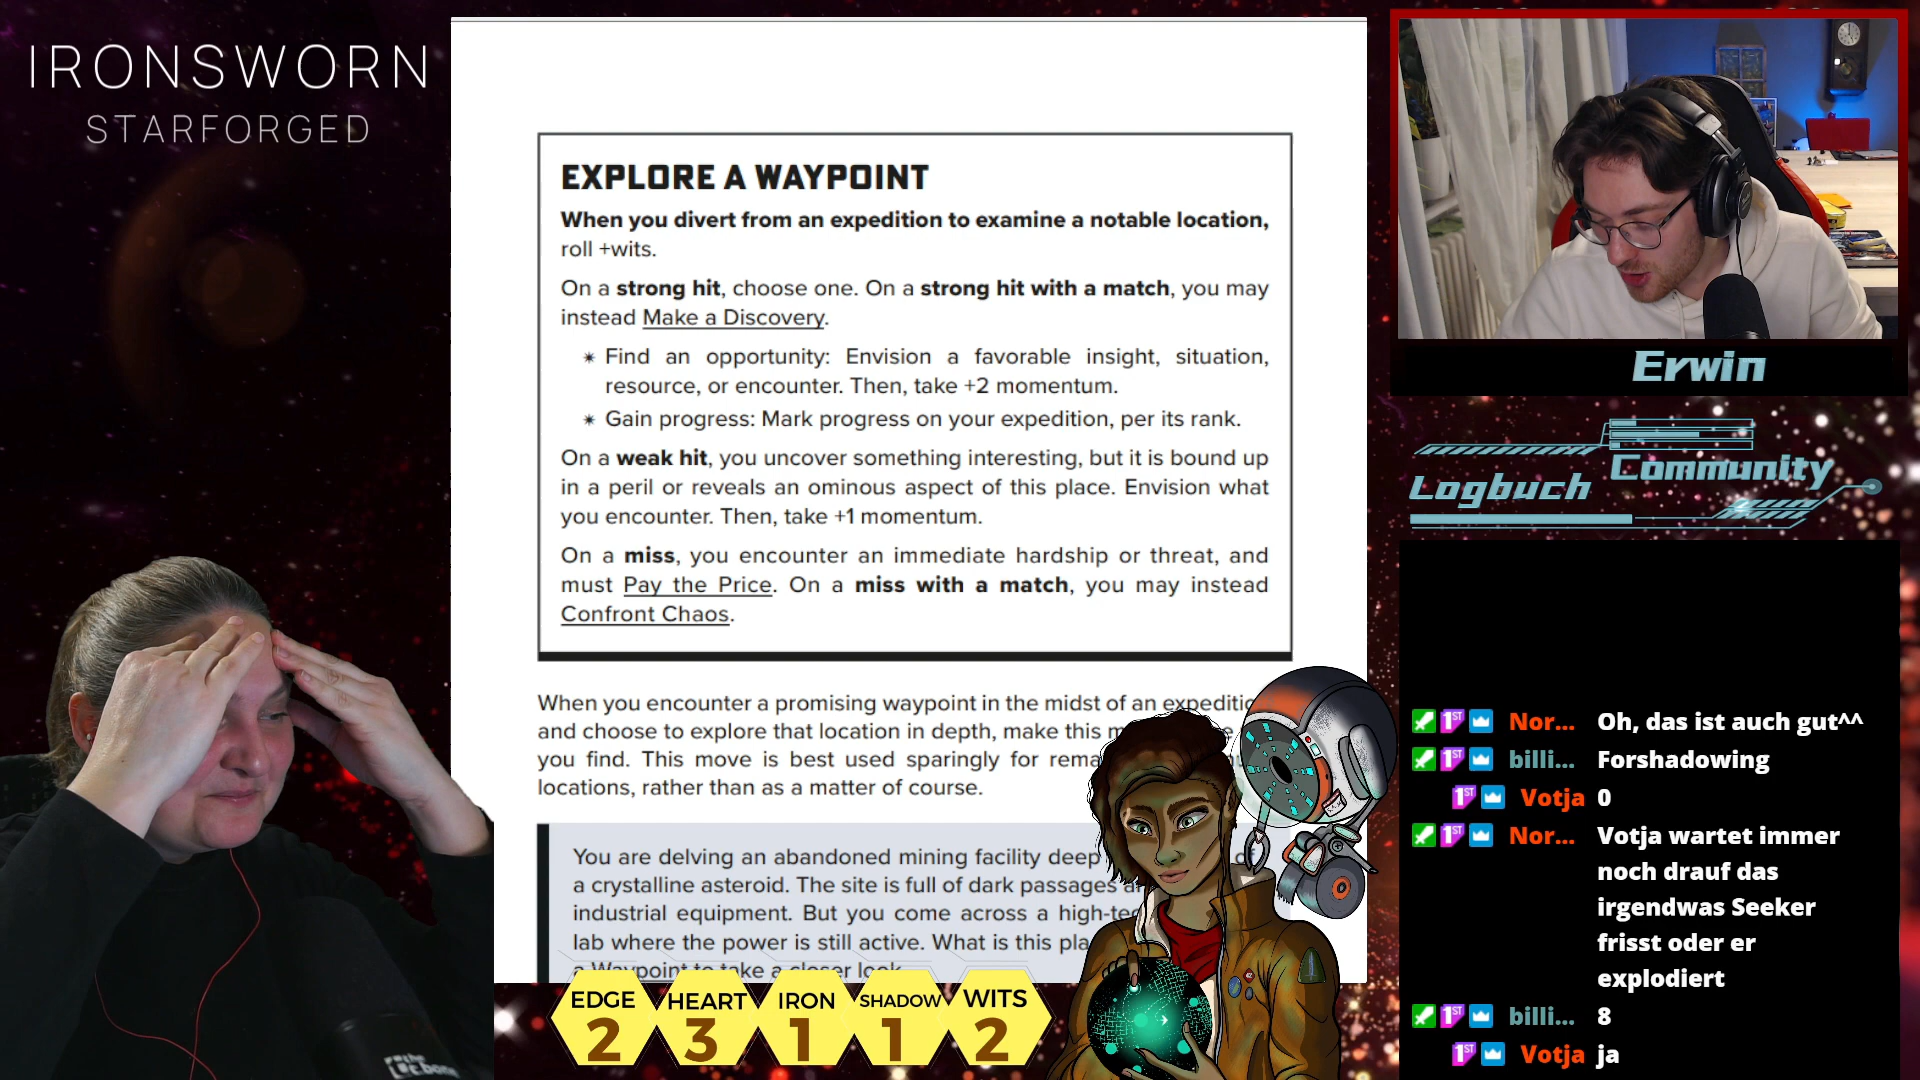 IRONSWORN
STARFORGED
EXPLORE A WAYPOINT
When you divert from an expedition to examine a notable location,
roll +wits.
On a strong hit, choose one. On a strong hit with a match, you may
instead Make a Discovery.
✴ Find an opportunity: Envision a favorable insight, situation,
resource, or encounter. Then, take +2 momentum.
✴ Gain progress: Mark progress on your expedition, per its rank.
On a weak hit, you uncover something interesting, but it is bound up
in a peril or reveals an ominous aspect of this place. Envision what
you encounter. Then, take +1 momentum.
On a miss, you encounter an immediate hardship or threat, and
must Pay the Price. On a miss with a match, you may instead
Confront Chaos.
When you encounter a promising waypoint in the midst of an
and choose to explore that location in depth, make this
you find. This move is best used sparingly for
locations, rather than as a matter of course.
You are delving an abandoned mining facility deep
a crystalline asteroid. The site is full of dark passages
industrial equipment. But you come across a
lab where the power is still active. What is this
a Waypoint to take a closer look
EDGE
2
HEART
3
IRON
1
SHADOW
1
WITS
2
Erwin
Logbuch Community
Nor... Oh, das ist auch gut^^
billi... Forshadowing
Votja 0
Nor... Votja wartet immer
noch drauf das
irgendwas Seeker
frisst oder er
explodiert
billi... 8
Votja ja